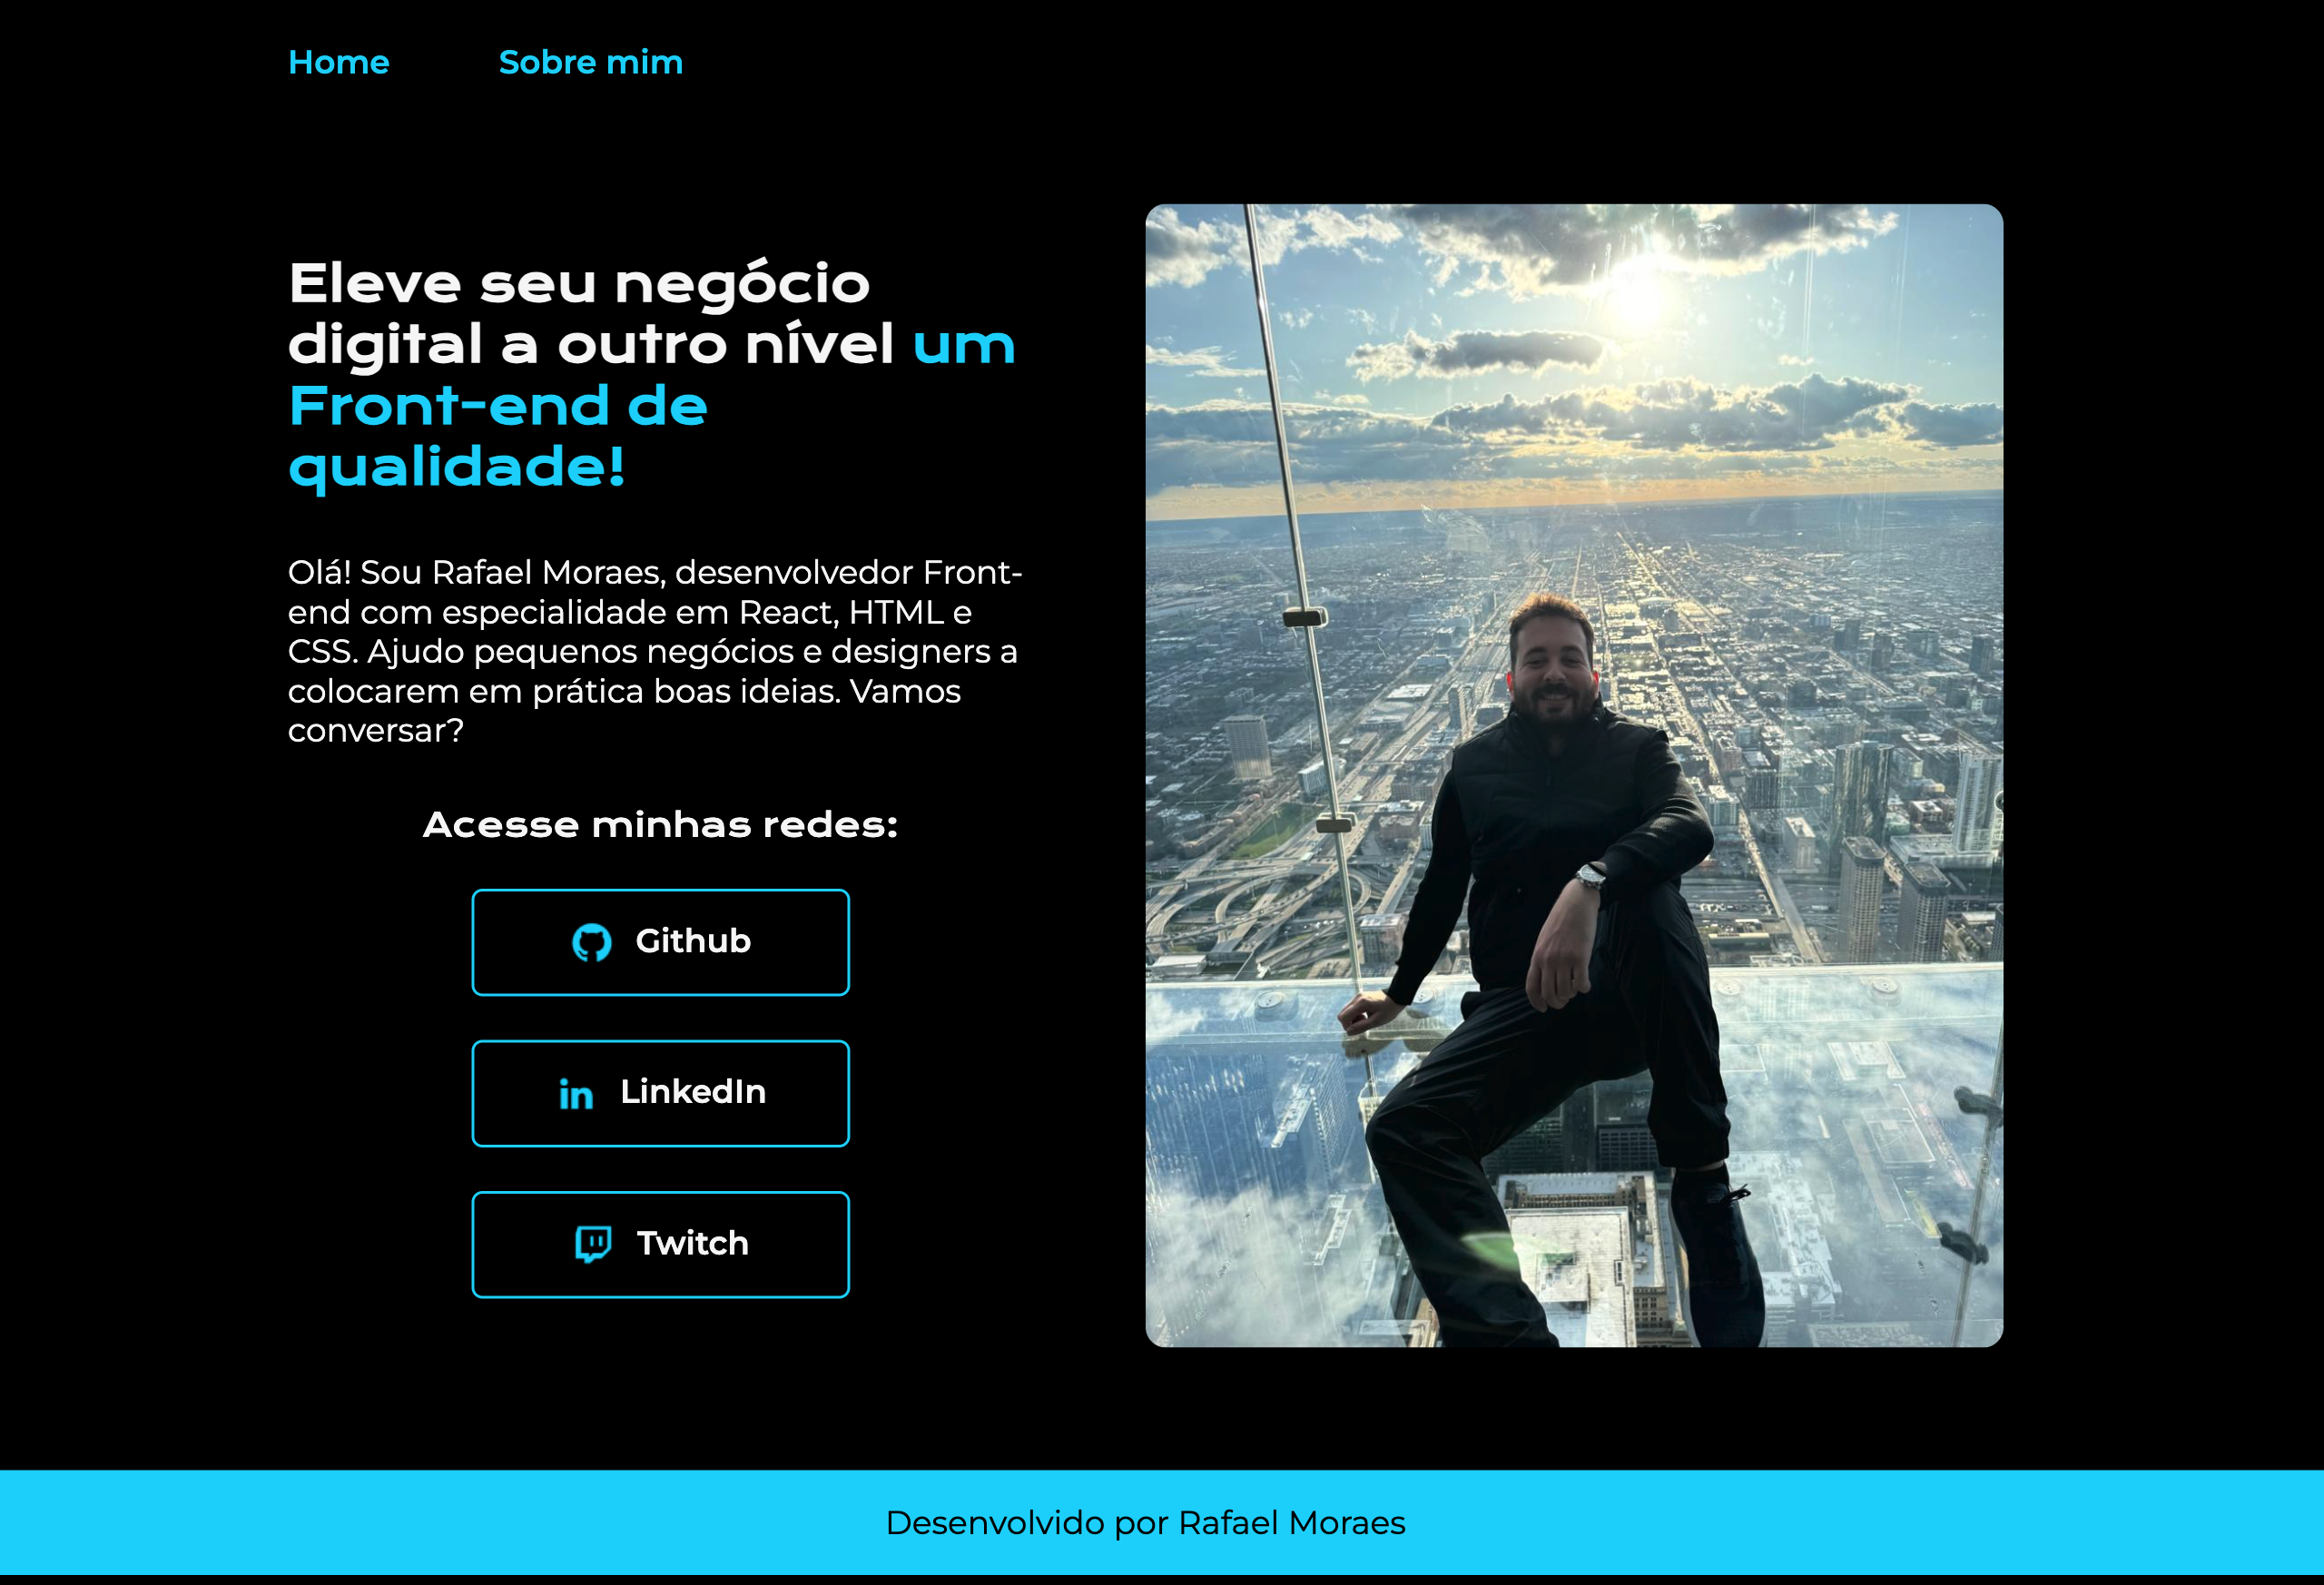 Home
Sobre mim
Eleve seu negócio
digital a outro nível um
Front-end de
qualidade!
Olá! Sou Rafael Moraes, desenvolvedor Front-
end com especialidade em React, HTML e
CSS. Ajudo pequenos negócios e designers a
colocarem em prática boas ideias. Vamos
conversar?
Acesse minhas redes:
Github
in LinkedIn
Twitch
Desenvolvido por Rafael Moraes